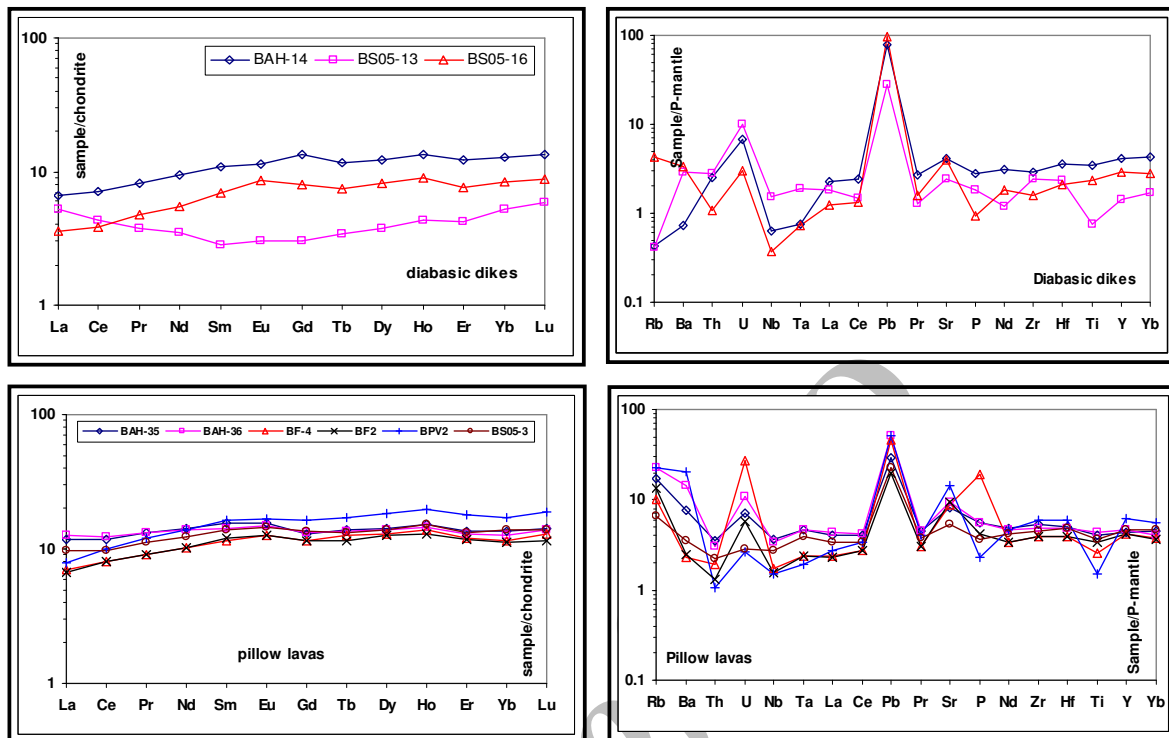 100
10
1
sample/chondrite
BAH-14 BS05-13 BS05-16
diabasic dikes
La Ce Pr Nd Sm Eu Gd Tb Dy Ho Er Yb Lu
100
10
1
0.1
Sample/P-mantle
Diabasic dikes
Rb Ba Th U Nb Ta La Ce Pb Pr Sr P Nd Zr Hf Ti Y Yb
100
10
1
BAH-35 BAH-36 BF-4 BF2 BPV2 BS05-3
pillow lavas
sample/chondrite
La Ce Pr Nd Sm Eu Gd Tb Dy Ho Er Yb Lu
100
10
1
0.1
Pillow lavas
Sample/P-mantle
Rb Ba Th U Nb Ta La Ce Pb Pr Sr P Nd Zr Hf Ti Y Yb